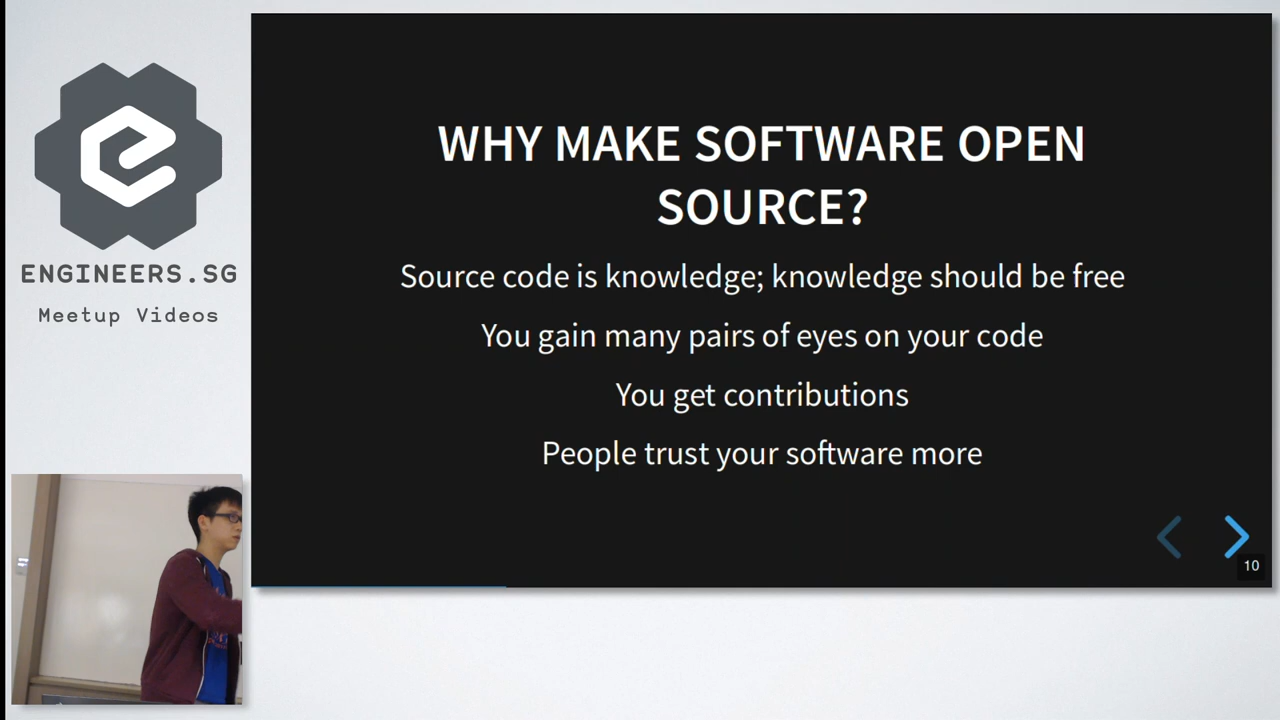 ENGINEERS.SG
Meetup Videos
WHY MAKE SOFTWARE OPEN
SOURCE?
Source code is knowledge; knowledge should be free
You gain many pairs of eyes on your code
You get contributions
People trust your software more
10